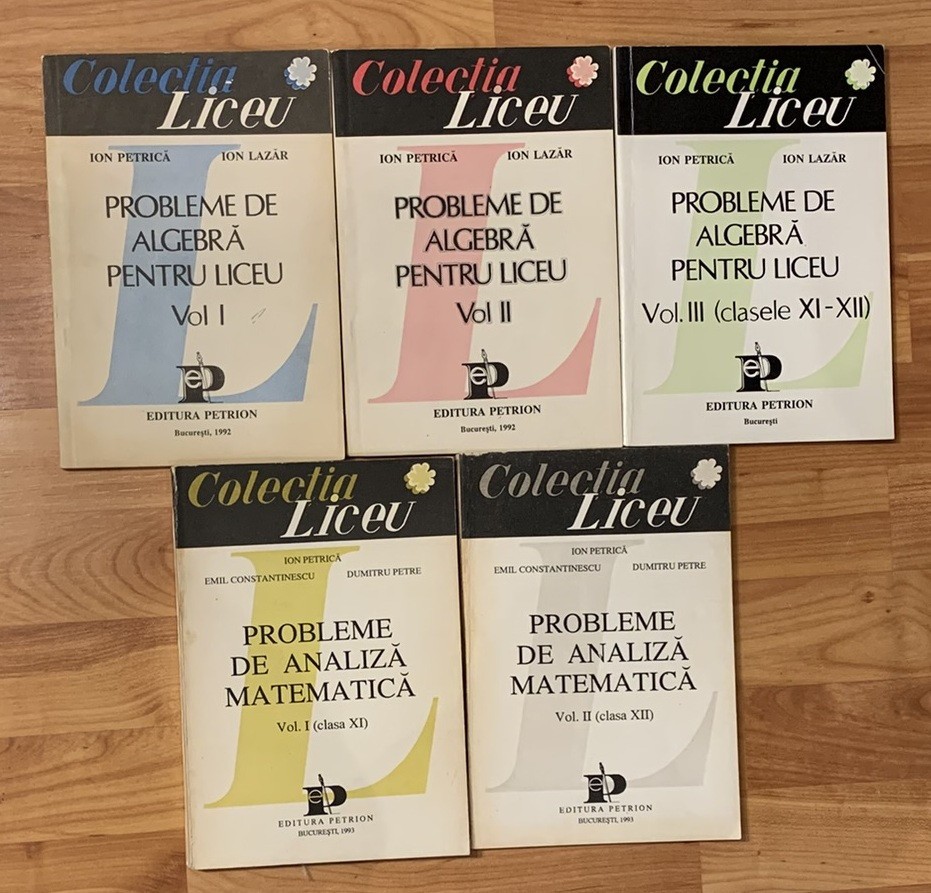 Colecția
Liceu
ION PETRICĂ ION LAZĂR
PROBLEME DE
ALGEBRĂ
PENTRU LICEU
Vol I
EDITURA PETRION
București, 1992
Colecția
Liceu
ION PETRICĂ ION LAZĂR
PROBLEME DE
ALGEBRĂ
PENTRU LICEU
Vol II
EDITURA PETRION
București, 1992
Colecția
Liceu
ION PETRICĂ ION LAZĂR
PROBLEME DE
ALGEBRĂ
PENTRU LICEU
Vol. III (clasele XI-XII)
EDITURA PETRION
București
Colecția
Liceu
ION PETRICĂ
EMIL CONSTANTINESCU DUMITRU PETRE
PROBLEME
DE ANALIZĂ
MATEMATICĂ
Vol. I (clasa XI)
EDITURA PETRION
BUCUREȘTI, 1993
Colecția
Liceu
ION PETRICĂ
EMIL CONSTANTINESCU DUMITRU PETRE
PROBLEME
DE ANALIZĂ
MATEMATICĂ
Vol. II (clasa XII)
EDITURA PETRION
BUCUREȘTI, 1993